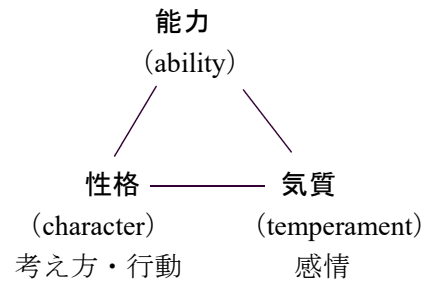 能力
（ability）
性格
気質
（character）
（temperament）
考え方・行動
感情